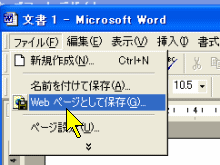 文書 1 - Microsoft Word
ファイル(F) 編集(E) 表示(V) 挿入(I) 書式
新規作成(N)... Ctrl+N
名前を付けて保存(A)...
10.5
Web ページとして保存(G)...
ページ設